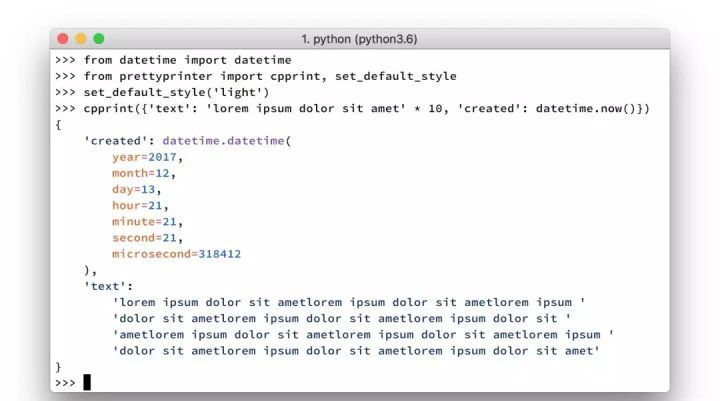 1. python (python3.6)
>>> from datetime import datetime
>>> from prettyprinter import cpprint, set_default_style
>>> set_default_style('light')
>>> cpprint({'text': 'lorem ipsum dolor sit amet' * 10, 'created': datetime.now()})
{
    'created': datetime.datetime(
        year=2017,
        month=12,
        day=13,
        hour=21,
        minute=21,
        second=21,
        microsecond=318412
    ),
    'text':
        'lorem ipsum dolor sit ametlorem ipsum dolor sit ametlorem ipsum '
        'dolor sit ametlorem ipsum dolor sit ametlorem ipsum dolor sit '
        'ametlorem ipsum dolor sit ametlorem ipsum dolor sit ametlorem ipsum '
        'dolor sit ametlorem ipsum dolor sit ametlorem ipsum dolor sit amet'
}
>>>